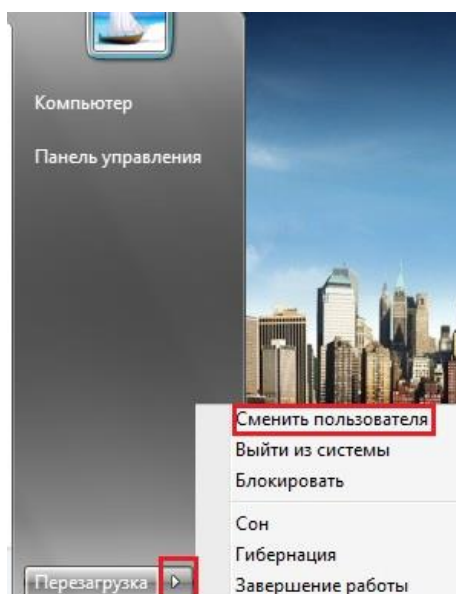 Компьютер
Панель управления
Сменить пользователя
Выйти из системы
Блокировать
Сон
Гибернация
Перезагрузка
Завершение работы